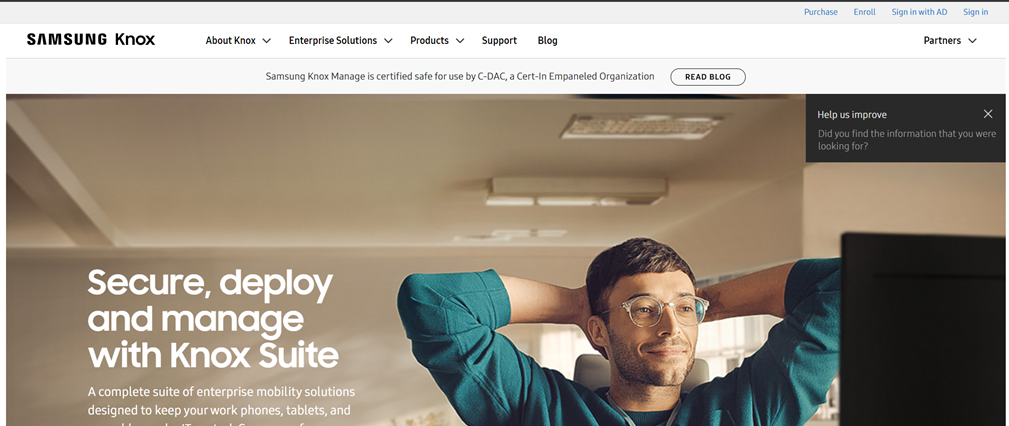 Purchase Enroll Sign in with AD Sign in
SAMSUNG Knox About Knox Enterprise Solutions Products Support Blog Partners
Samsung Knox Manage is certified safe for use by C-DAC, a Cert-In Empaneled Organization READ BLOG
Help us improve
Did you find the information that you were
looking for?
Secure, deploy
and manage
with Knox Suite
A complete suite of enterprise mobility solutions
designed to keep your work phones, tablets, and